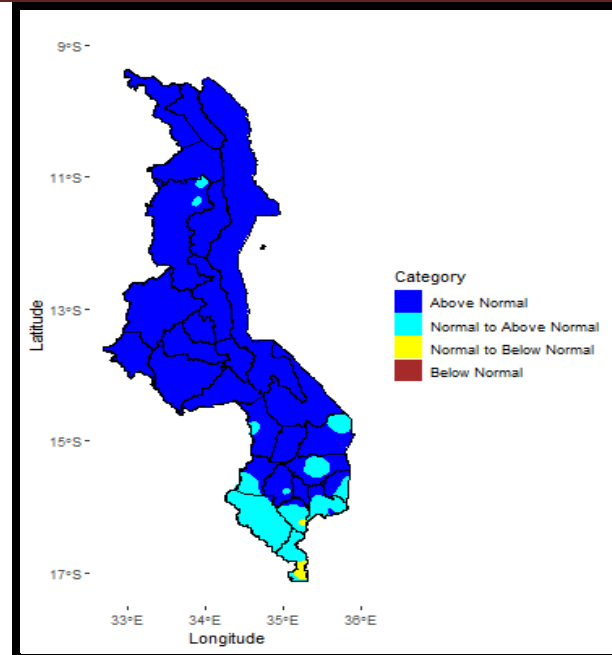 9°S
11°S
13°S
15°S
17°S
Latitude
33°E 34°E 35°E 36°E
Longitude
Category
Above Normal
Normal to Above Normal
Normal to Below Normal
Below Normal